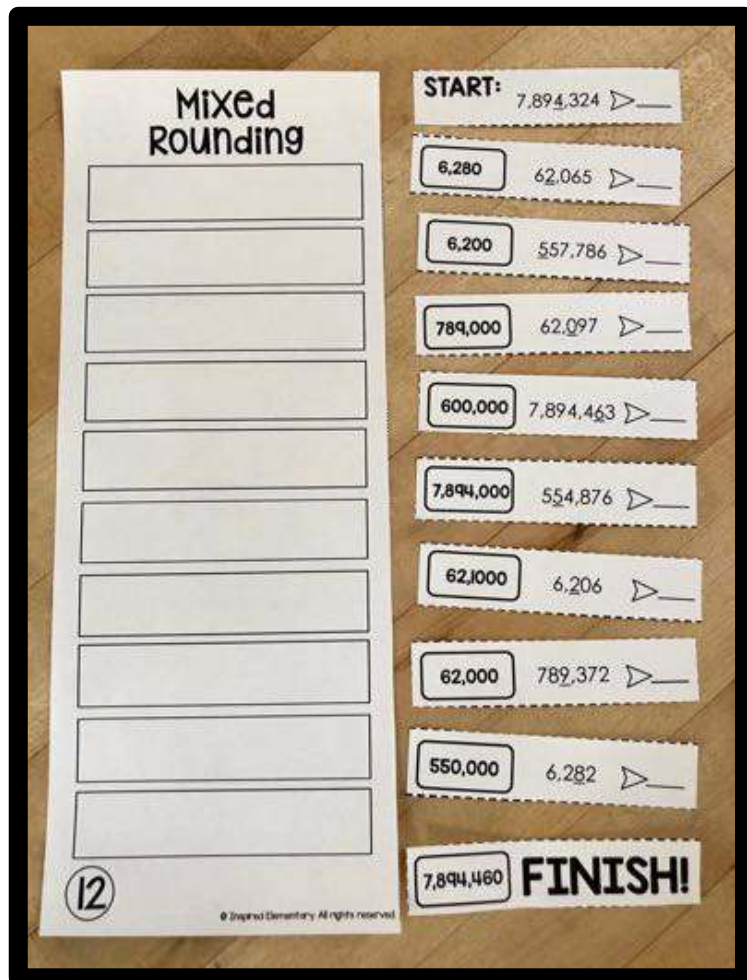 Mixed
Rounding
12
© Inspired Elementary All rights reserved.
START: 7,894,324
6,280 62,065
6,200 557,786
789,000 62,097
600,000 7,894,463
7,894,000 554,876
62,1000 6,206
62,000 789,372
550,000 6,282
7,894,460 FINISH!